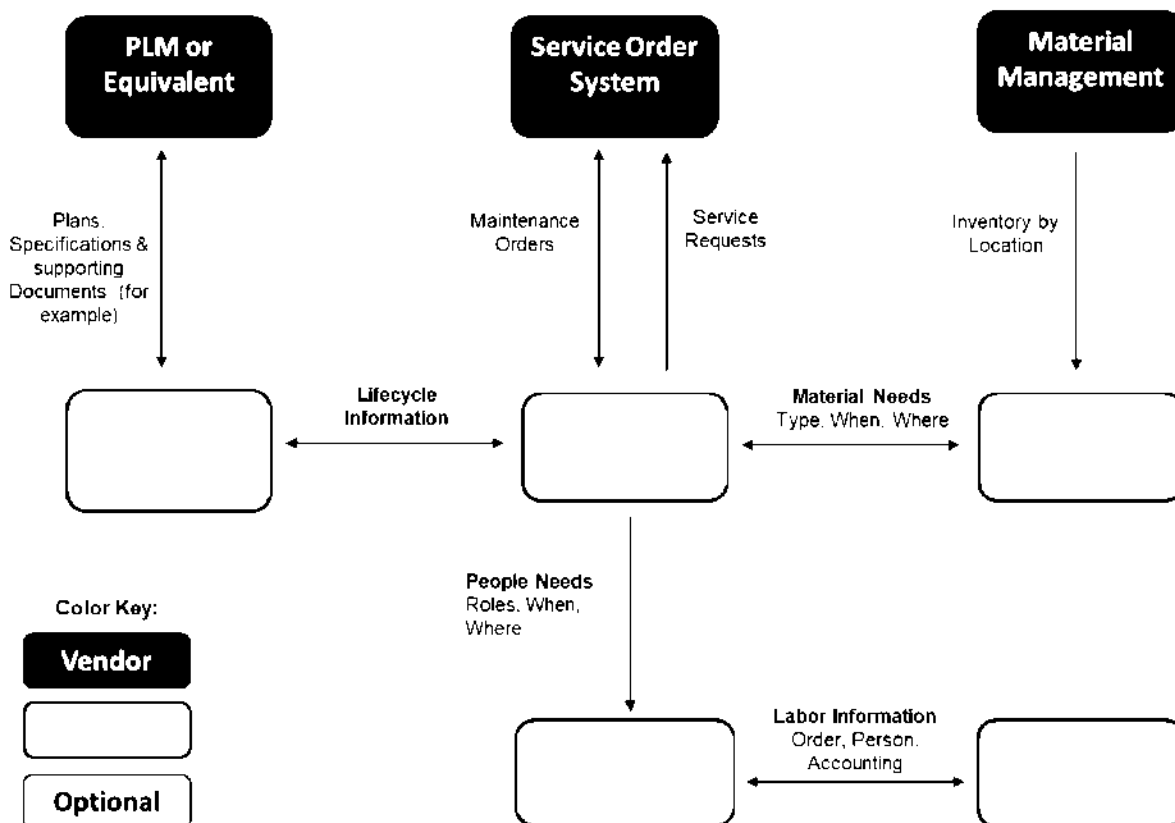 PLM or
Equivalent
Service Order
System
Material
Management
Plans,
Specifications &
supporting
Documents (for
example)
Maintenance
Orders
Service
Requests
Inventory by
Location
Lifecycle
Information
Material Needs
Type, When, Where
People Needs
Roles, When,
Where
Color Key:
Vendor
Optional
Labor Information
Order, Person,
Accounting